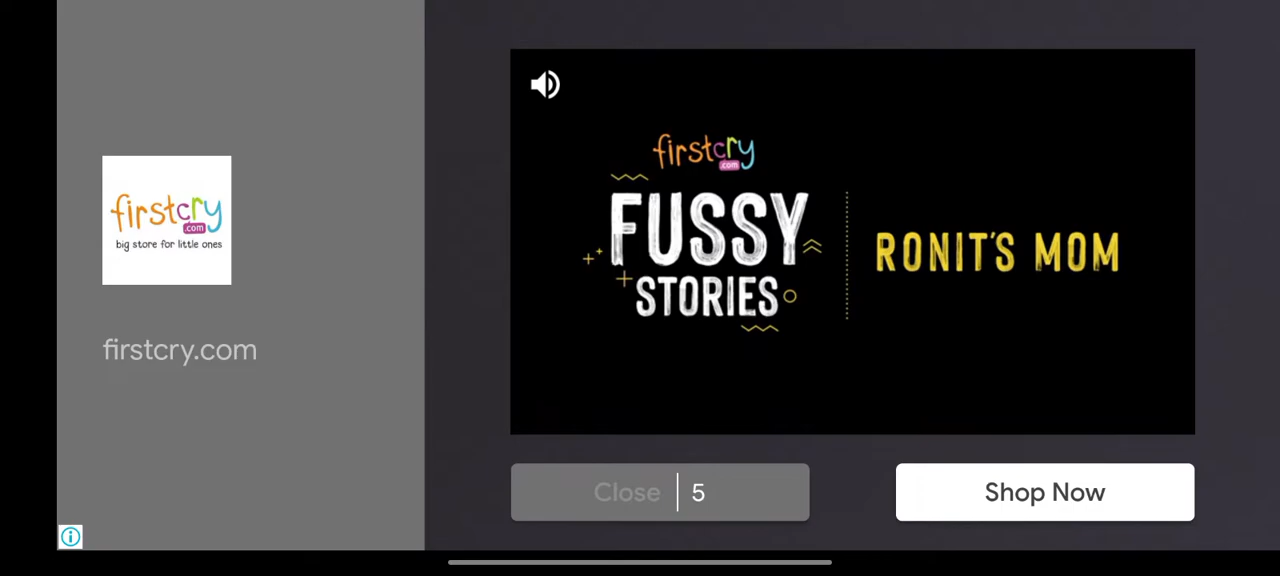 firstcry
.com
big store for little ones
firstcry.com
firstcry
.com
FUSSY
STORIES
RONIT'S MOM
Close | 5
Shop Now